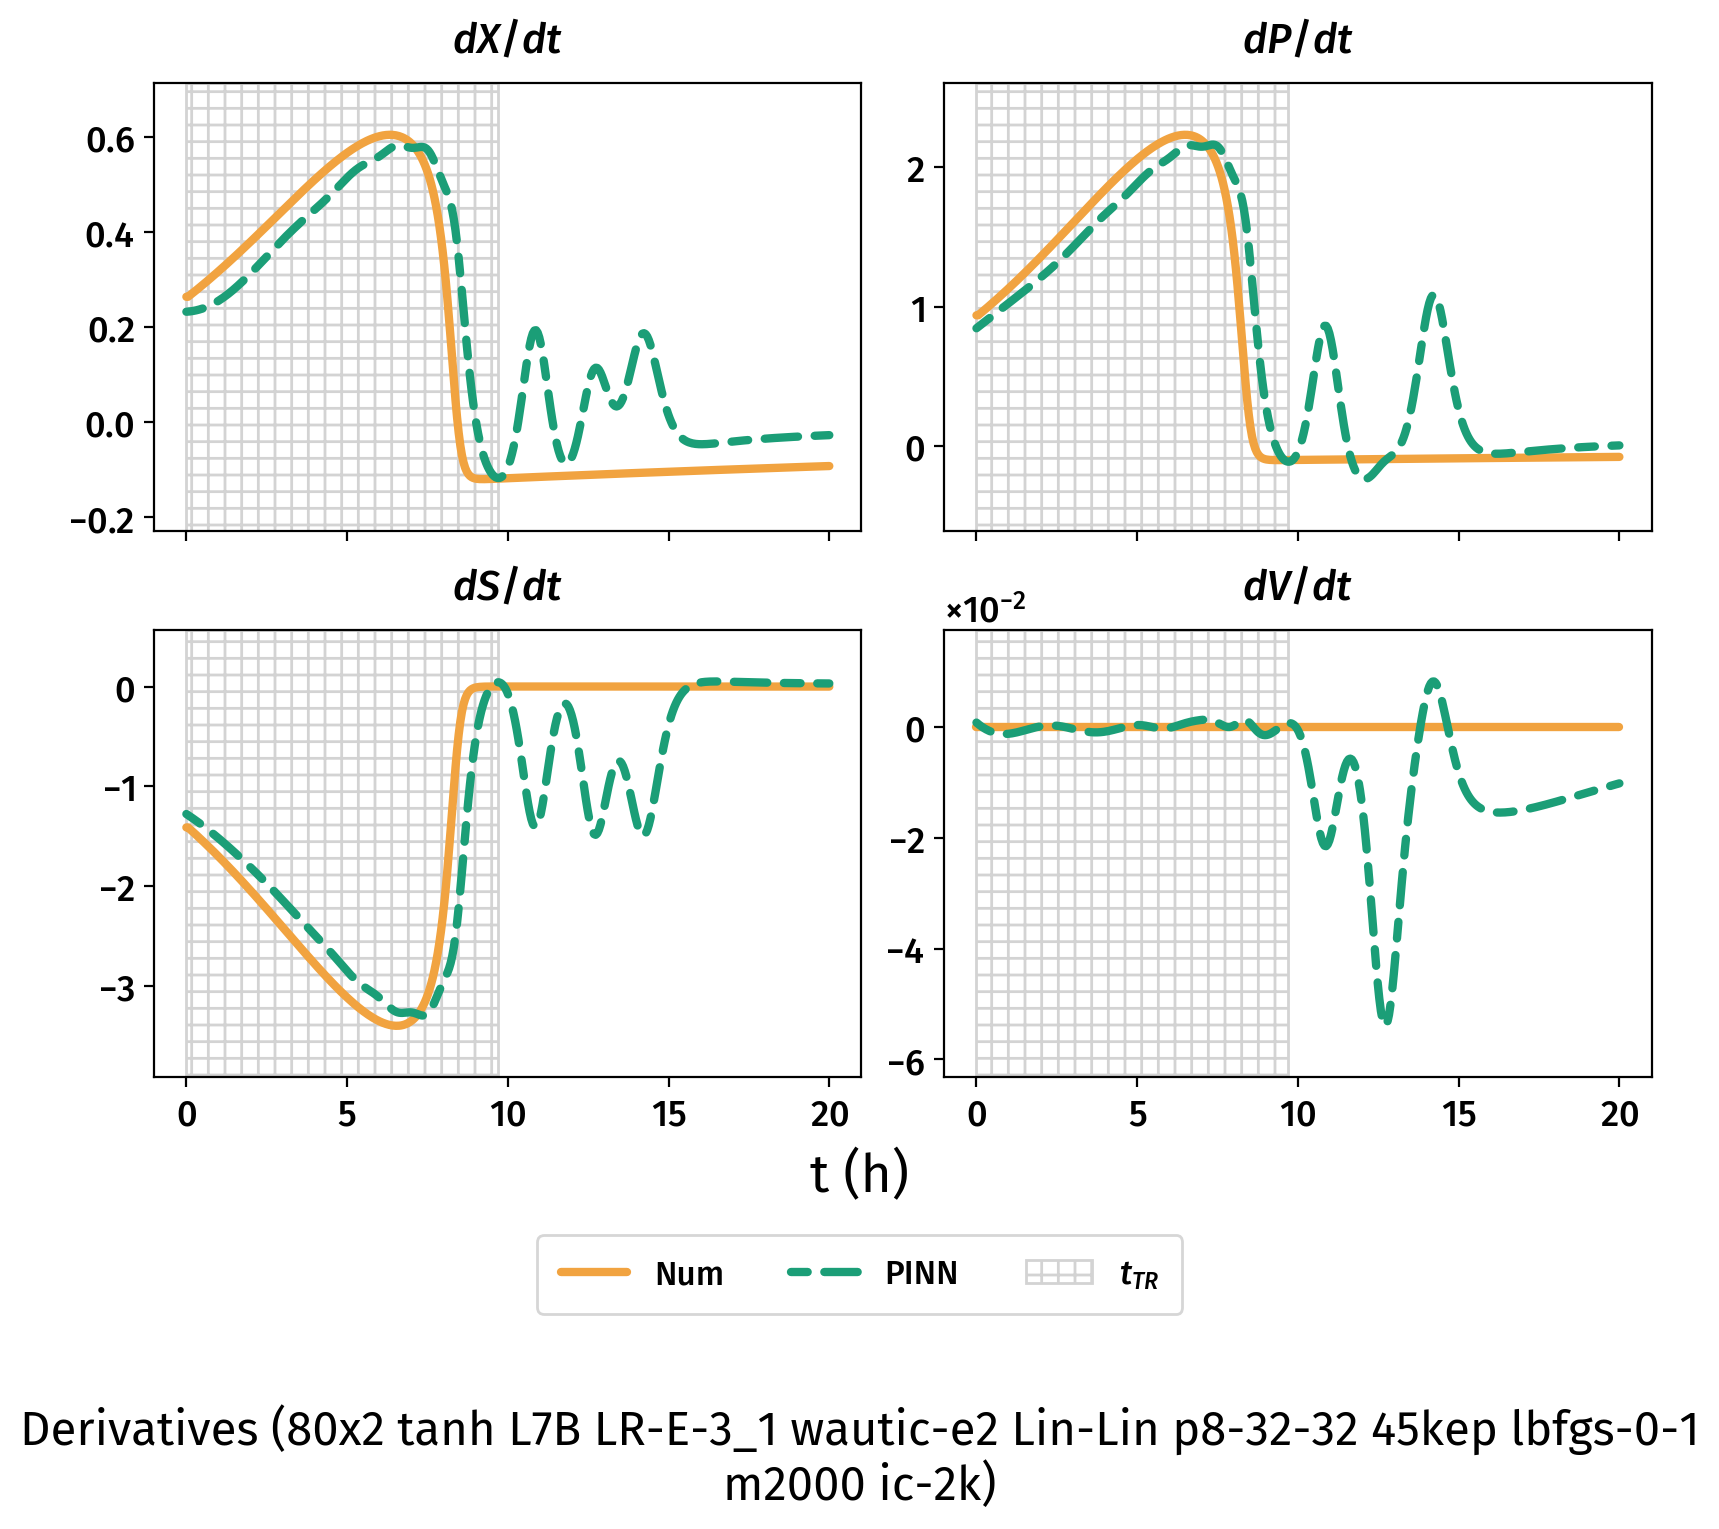 dX/dt
dP/dt
0.6
0.4
0.2
0.0
−0.2
2
1
0
dS/dt
dV/dt
×10⁻²
0
−1
−2
−3
0
−2
−4
−6
0 5 10 15 20
0 5 10 15 20
t (h)
Num PINN t_TR
Derivatives (80x2 tanh L7B LR-E-3_1 wautic-e2 Lin-Lin p8-32-32 45kep lbfgs-0-1
m2000 ic-2k)